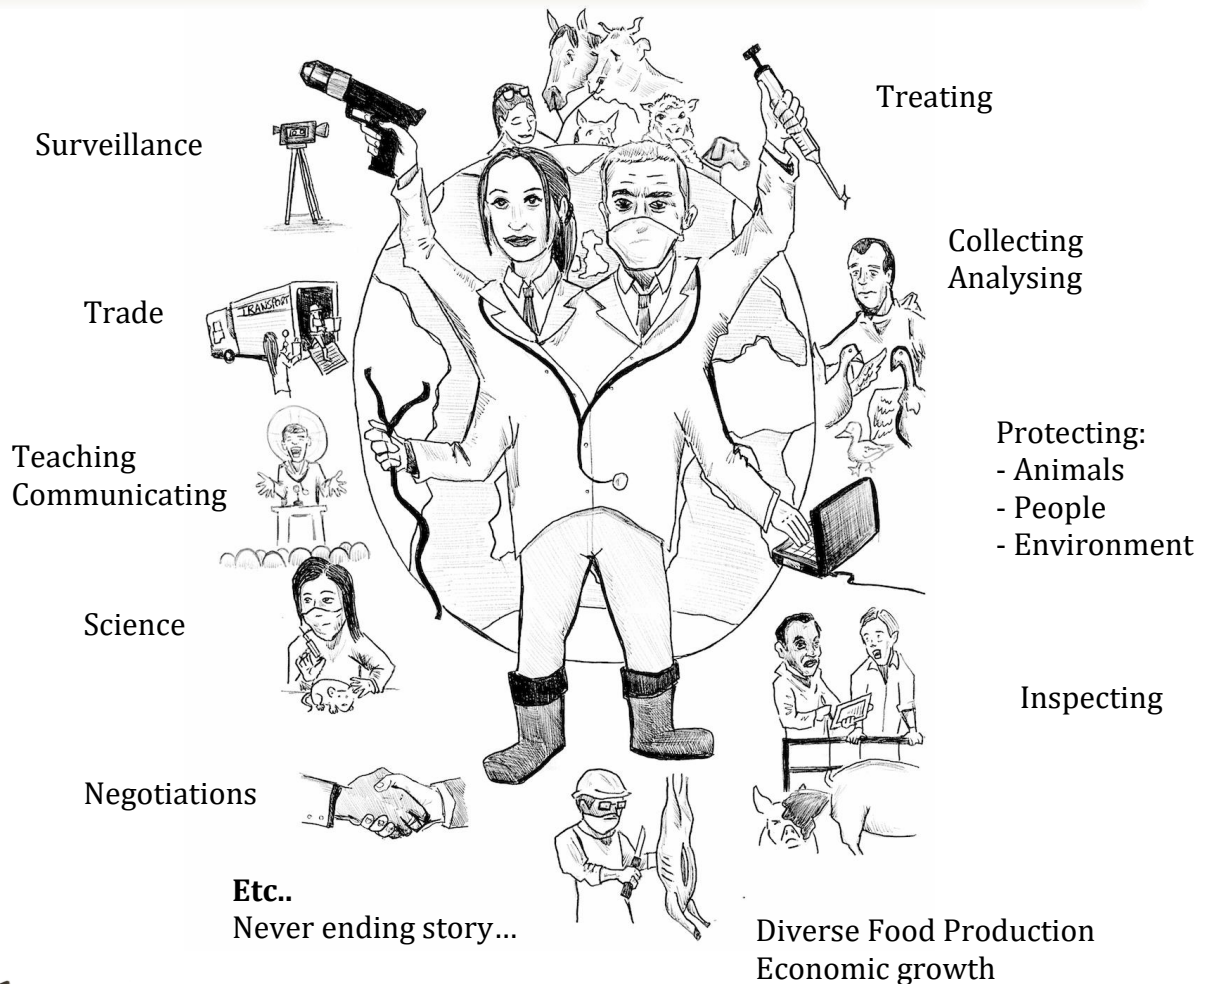 Treating
Surveillance
Collecting
Analysing
Trade
TRANSPORT
Teaching
Communicating
Protecting:
- Animals
- People
- Environment
Science
Inspecting
Negotiations
Etc..
Never ending story…
Diverse Food Production
Economic growth